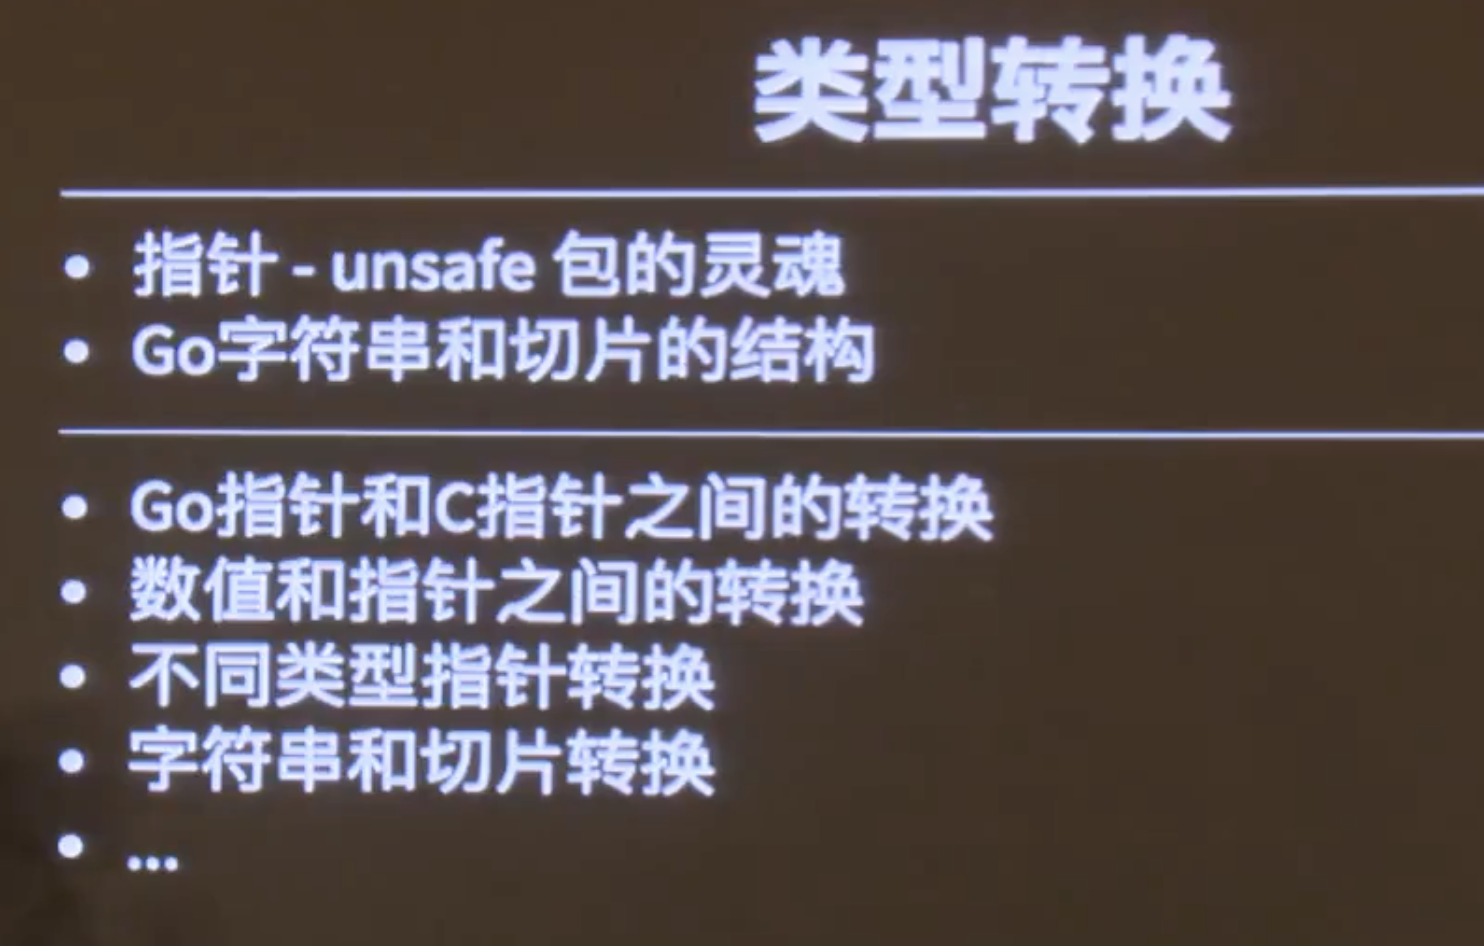 类型转换
• 指针 - unsafe 包的灵魂
• Go字符串和切片的结构
• Go指针和C指针之间的转换
• 数值和指针之间的转换
• 不同类型指针转换
• 字符串和切片转换
• ...